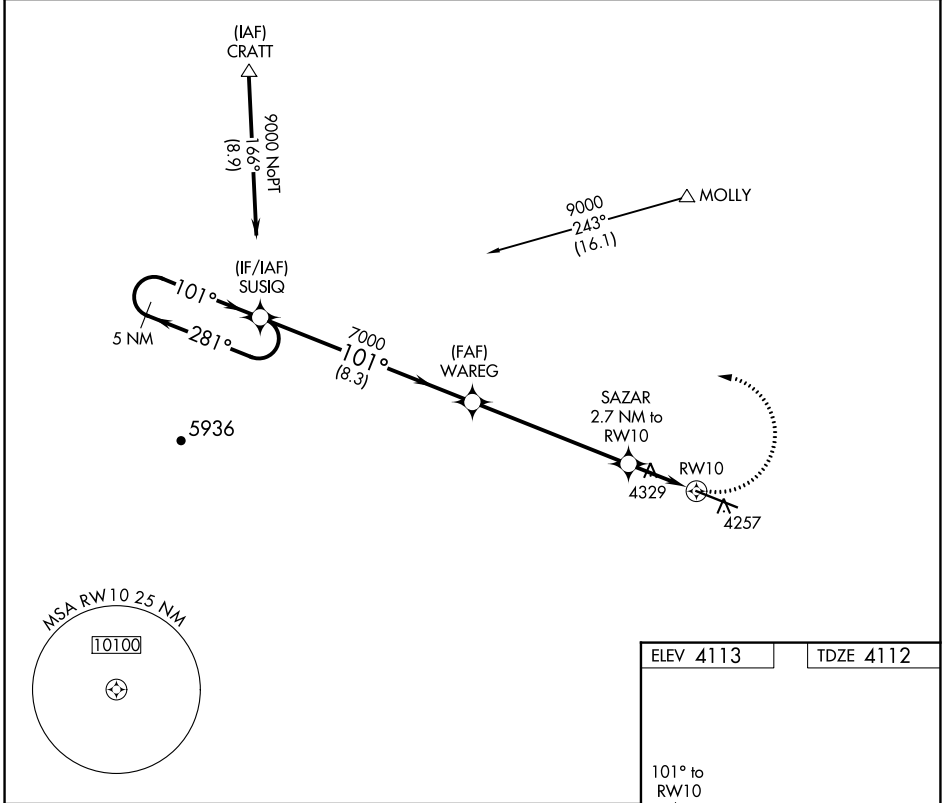 (IAF)
CRATT
9000 NoPT
166°
(8.9)
MOLLY
9000
243°
(16.1)
(IF/IAF)
SUSIQ
101°
281°
5 NM
7000
101°
(8.3)
(FAF)
WAREG
SAZAR
2.7 NM to
RW10
RW10
4329
4257
5936
MSA RW10 25 NM
10100
ELEV 4113
TDZE 4112
101° to
RW10